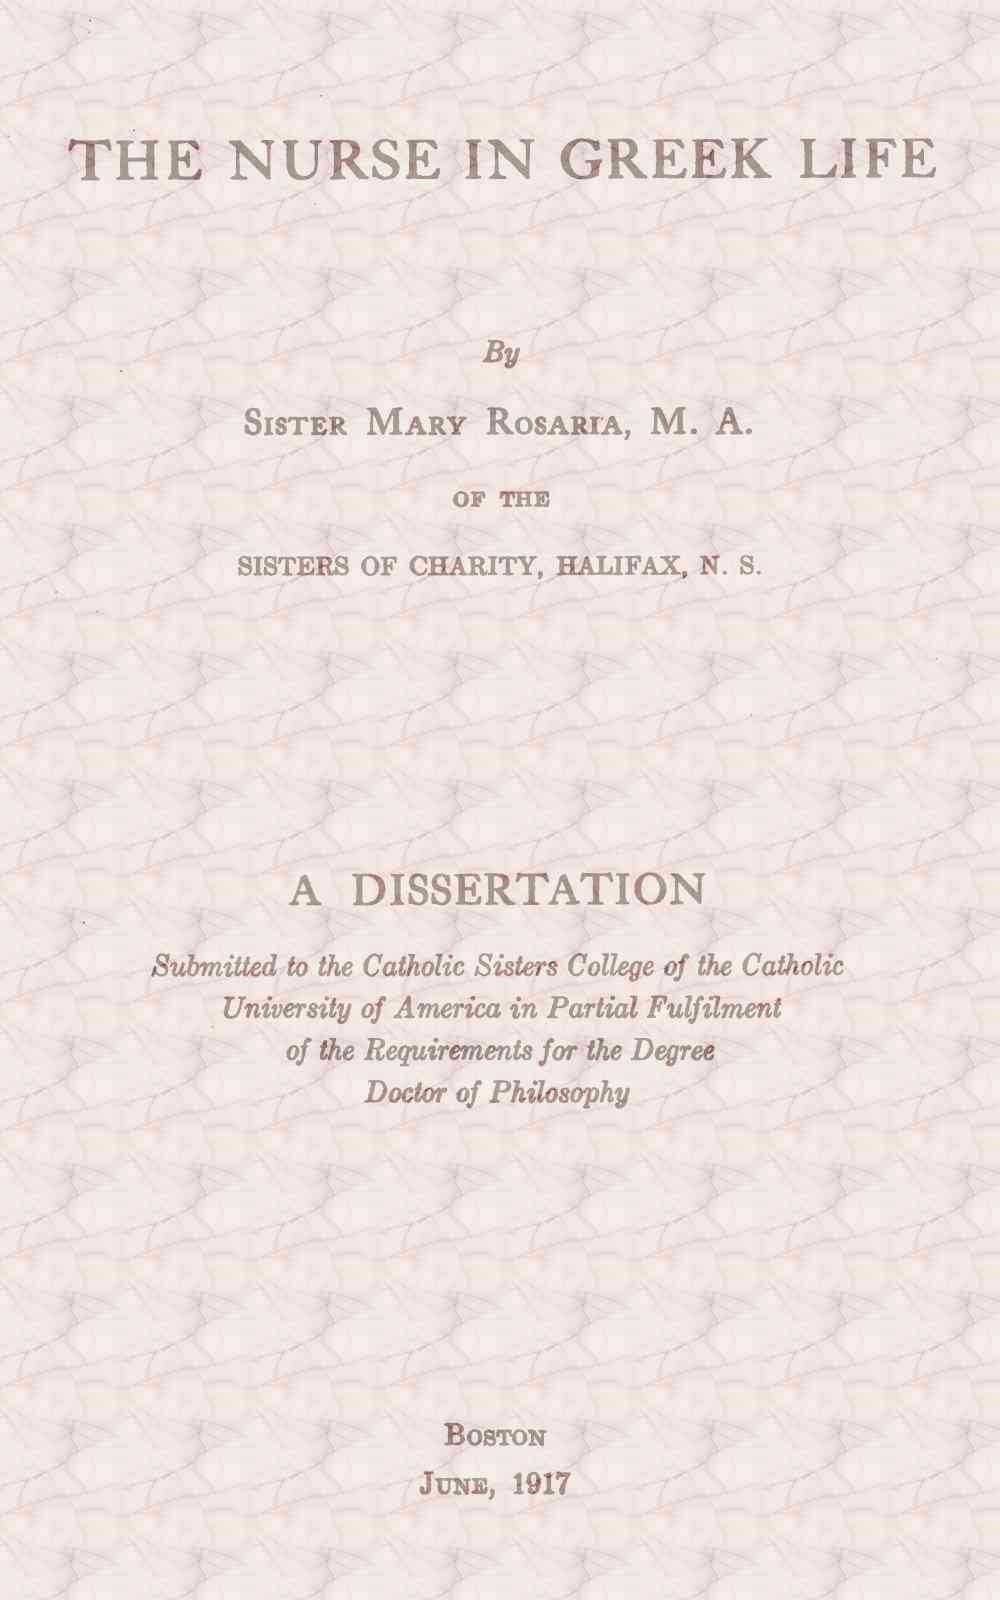 THE NURSE IN GREEK LIFE
By
Sister Mary Rosaria, M. A.
OF THE
SISTERS OF CHARITY, HALIFAX, N. S.
A DISSERTATION
Submitted to the Catholic Sisters College of the Catholic
University of America in Partial Fulfilment
of the Requirements for the Degree
Doctor of Philosophy
Boston
June, 1917